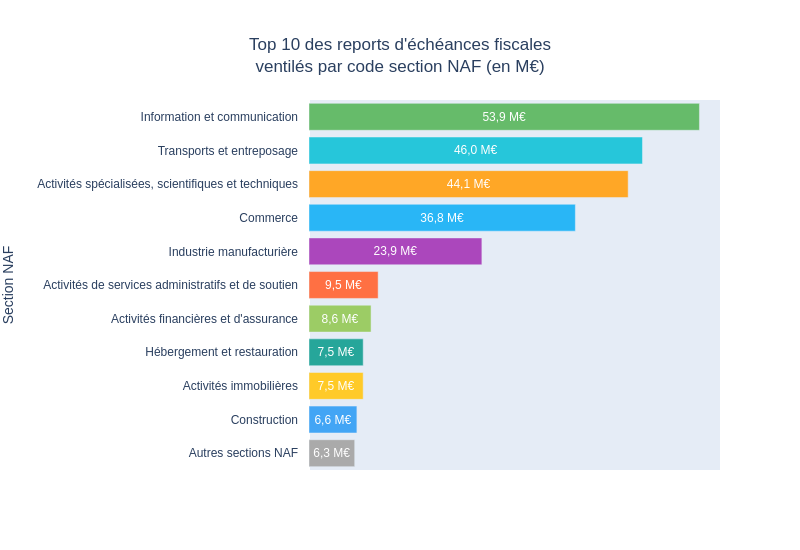 Top 10 des reports d'échéances fiscales
ventilés par code section NAF (en M€)
Section NAF
Information et communication 53,9 M€
Transports et entreposage 46,0 M€
Activités spécialisées, scientifiques et techniques 44,1 M€
Commerce 36,8 M€
Industrie manufacturière 23,9 M€
Activités de services administratifs et de soutien 9,5 M€
Activités financières et d'assurance 8,6 M€
Hébergement et restauration 7,5 M€
Activités immobilières 7,5 M€
Construction 6,6 M€
Autres sections NAF 6,3 M€